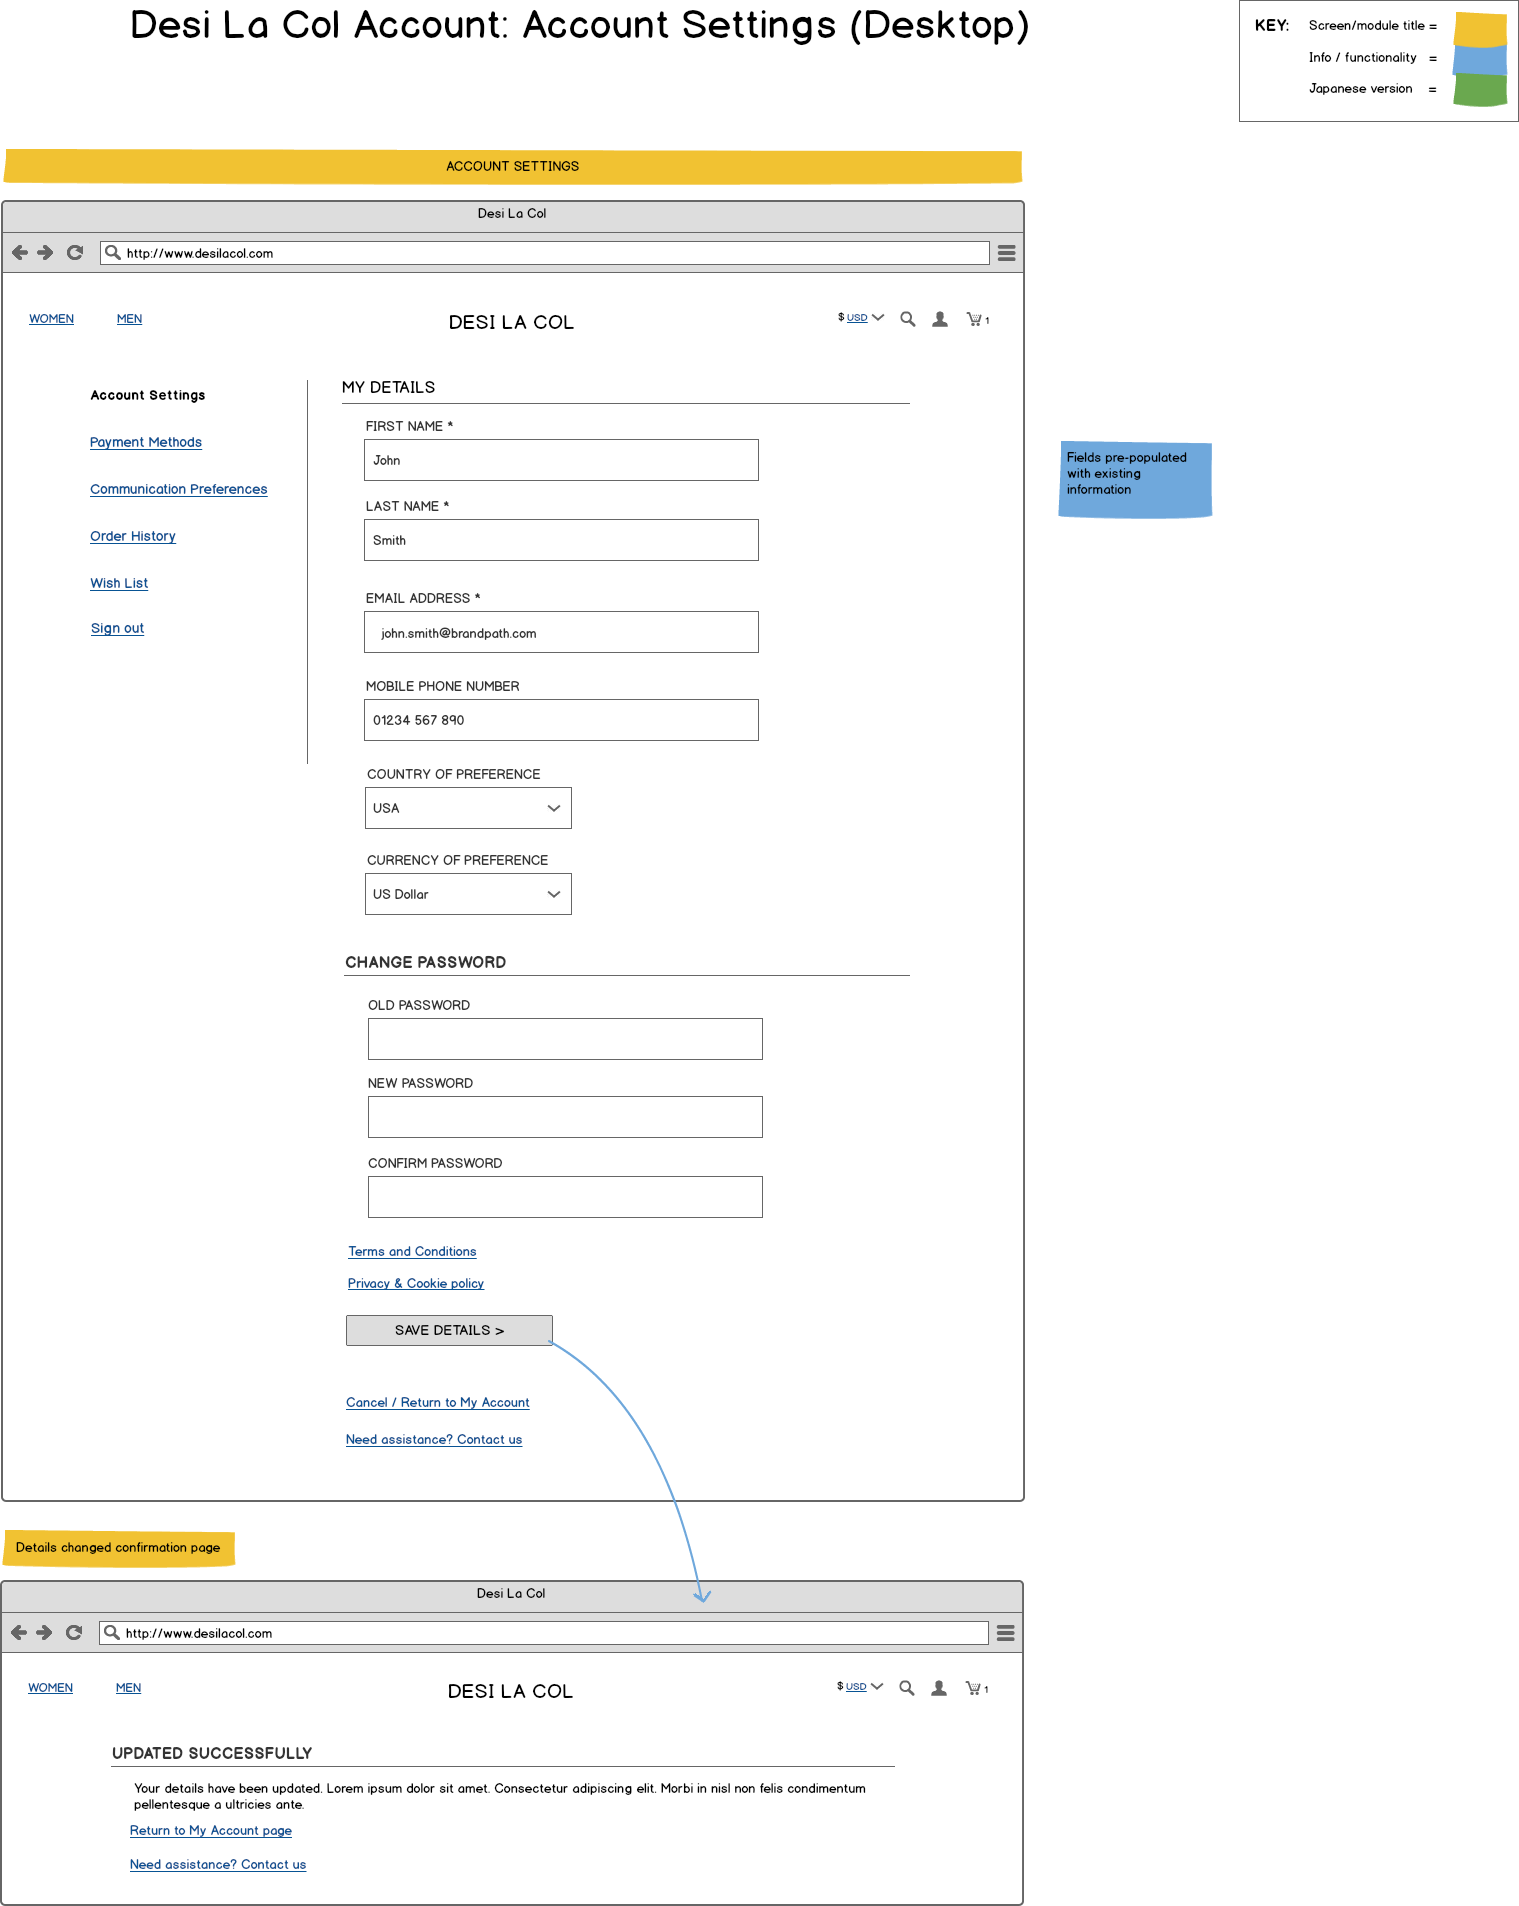 Desi La Col Account: Account Settings (Desktop)
KEY:
Screen/module title =
Info / functionality =
Japanese version =
ACCOUNT SETTINGS
Desi La Col
http://www.desilacol.com
WOMEN
MEN
DESI LA COL
$ USD
1
Account Settings
Payment Methods
Communication Preferences
Order History
Wish List
Sign out
MY DETAILS
FIRST NAME *
John
LAST NAME *
Smith
EMAIL ADDRESS *
john.smith@brandpath.com
MOBILE PHONE NUMBER
01234 567 890
COUNTRY OF PREFERENCE
USA
CURRENCY OF PREFERENCE
US Dollar
Fields pre-populated
with existing
information
CHANGE PASSWORD
OLD PASSWORD
NEW PASSWORD
CONFIRM PASSWORD
Terms and Conditions
Privacy & Cookie policy
SAVE DETAILS >
Cancel / Return to My Account
Need assistance? Contact us
Details changed confirmation page
Desi La Col
http://www.desilacol.com
WOMEN
MEN
DESI LA COL
$ USD
1
UPDATED SUCCESSFULLY
Your details have been updated. Lorem ipsum dolor sit amet. Consectetur adipiscing elit. Morbi in nisl non felis condimentum
pellentesque a ultricies ante.
Return to My Account page
Need assistance? Contact us